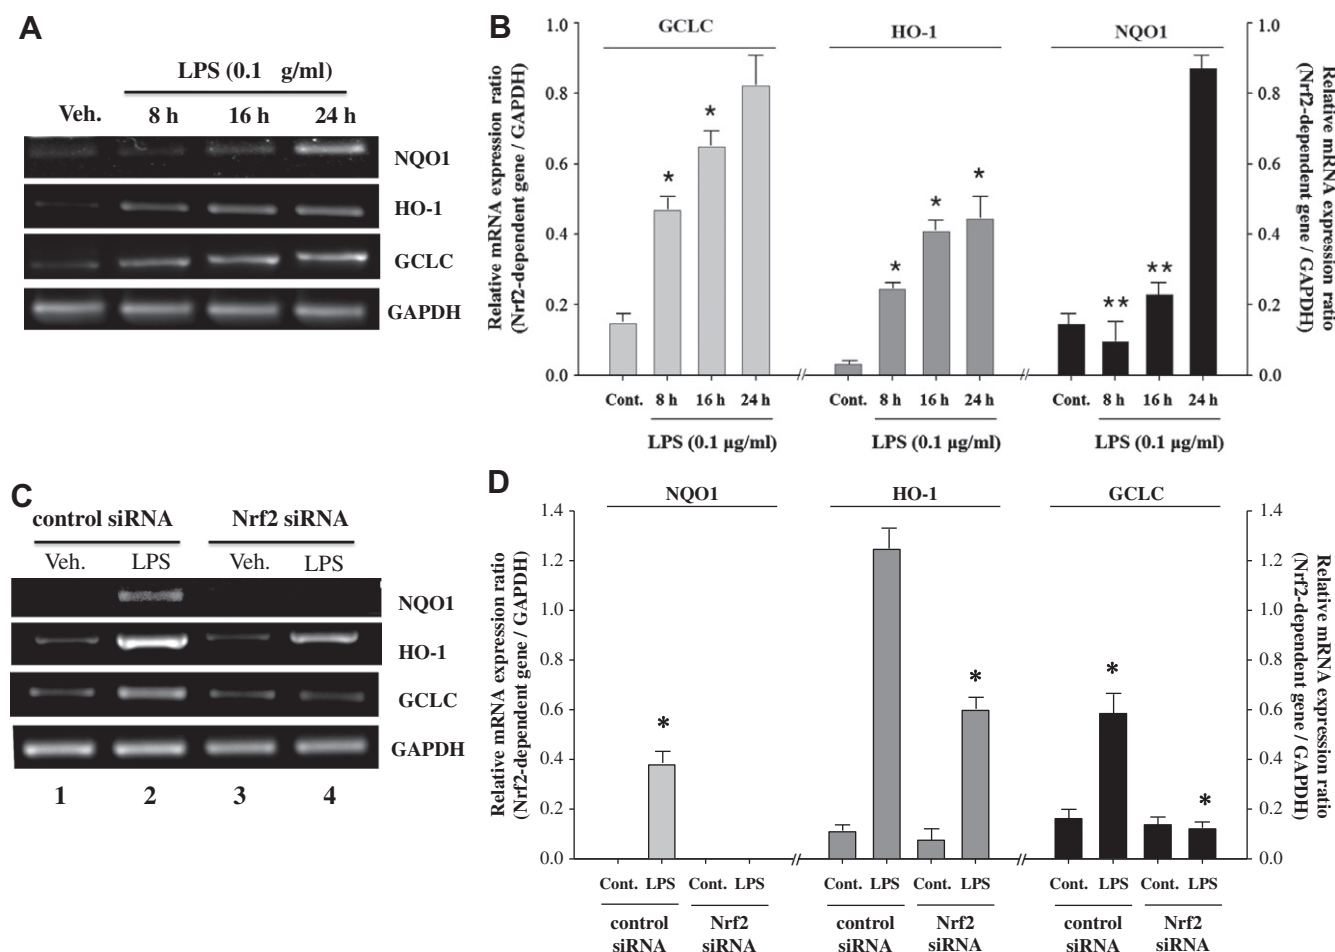 A
LPS (0.1 g/ml)
Veh. 8 h 16 h 24 h
NQO1
HO-1
GCLC
GAPDH
B
GCLC HO-1 NQO1
Relative mRNA expression ratio
(Nrf2-dependent gene / GAPDH)
1.0
0.8
0.6
0.4
0.2
0.0
* * *
* * *
** **
1.0
0.8
0.6
0.4
0.2
0.0
Relative mRNA expression ratio
(Nrf2-dependent gene / GAPDH)
Cont. 8 h 16 h 24 h // Cont. 8 h 16 h 24 h // Cont. 8 h 16 h 24 h
LPS (0.1 μg/ml) LPS (0.1 μg/ml) LPS (0.1 μg/ml)
C
control siRNA Nrf2 siRNA
Veh. LPS Veh. LPS
NQO1
HO-1
GCLC
GAPDH
1 2 3 4
D
NQO1 HO-1 GCLC
Relative mRNA expression ratio
(Nrf2-dependent gene / GAPDH)
1.4
1.2
1.0
0.8
0.6
0.4
0.2
0.0
* * * *
1.4
1.2
1.0
0.8
0.6
0.4
0.2
0.0
Relative mRNA expression ratio
(Nrf2-dependent gene / GAPDH)
// //
Cont. LPS Cont. LPS Cont. LPS Cont. LPS Cont. LPS Cont. LPS
control Nrf2 control Nrf2 control Nrf2
siRNA siRNA siRNA siRNA siRNA siRNA